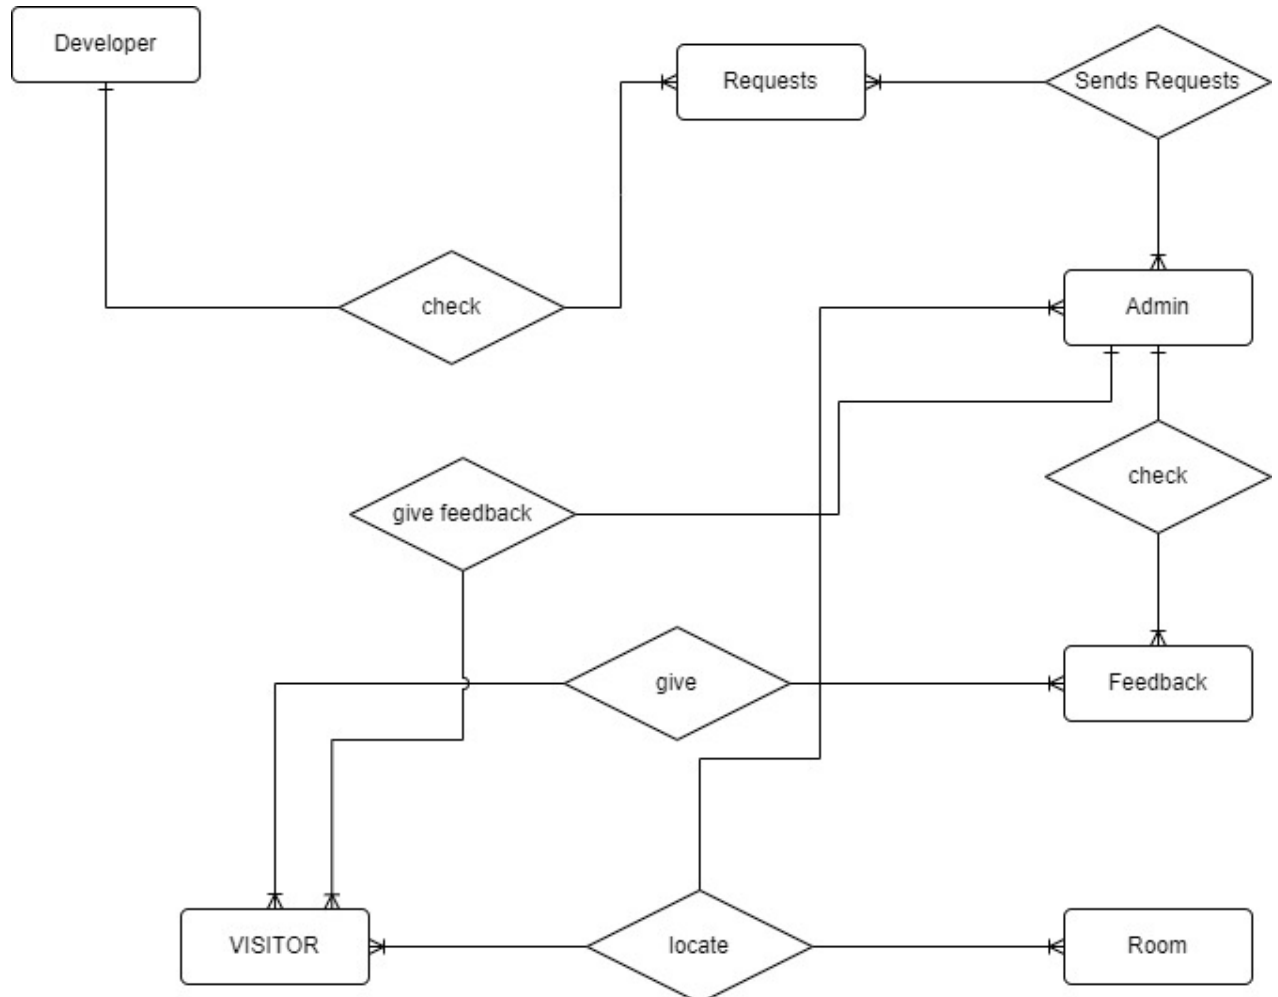 Developer
Requests
Sends Requests
check
Admin
check
give feedback
give
Feedback
VISITOR
locate
Room